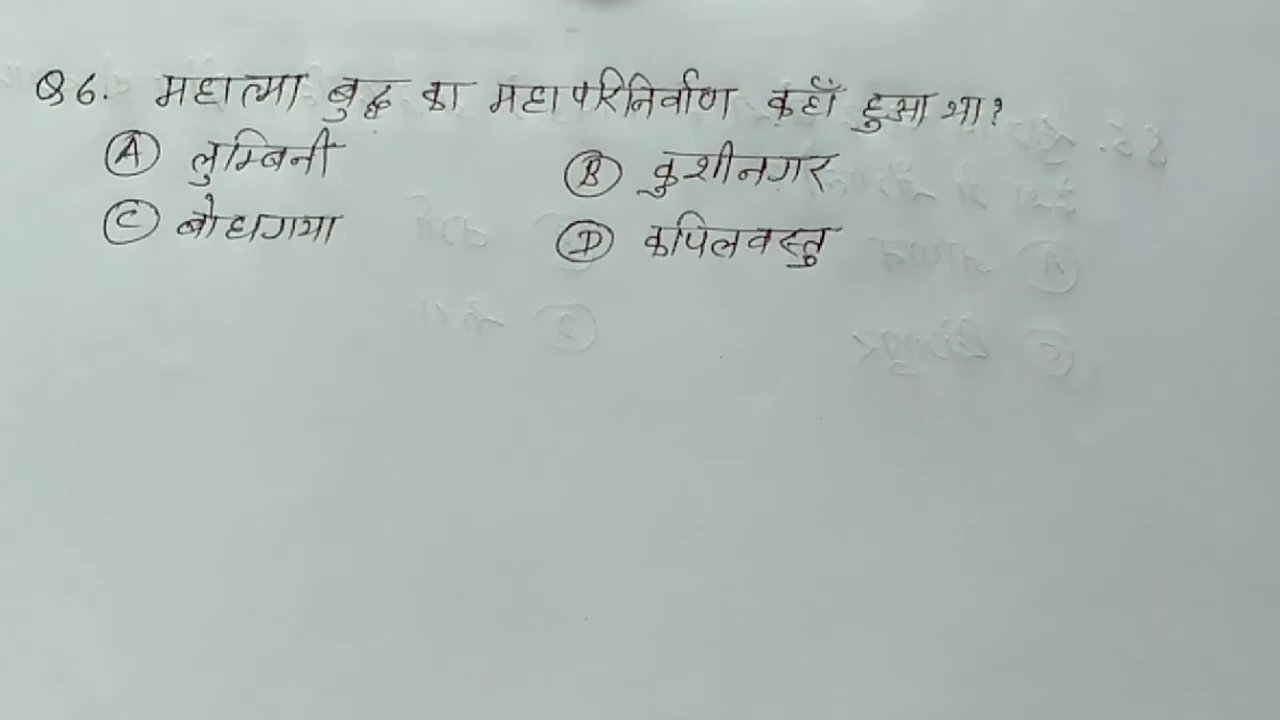 Q6. महात्मा बुद्ध का महापरिनिर्वाण कहाँ हुआ था?
(A) लुम्बिनी (B) कुशीनगर
(C) बोधगया (D) कपिलवस्तु